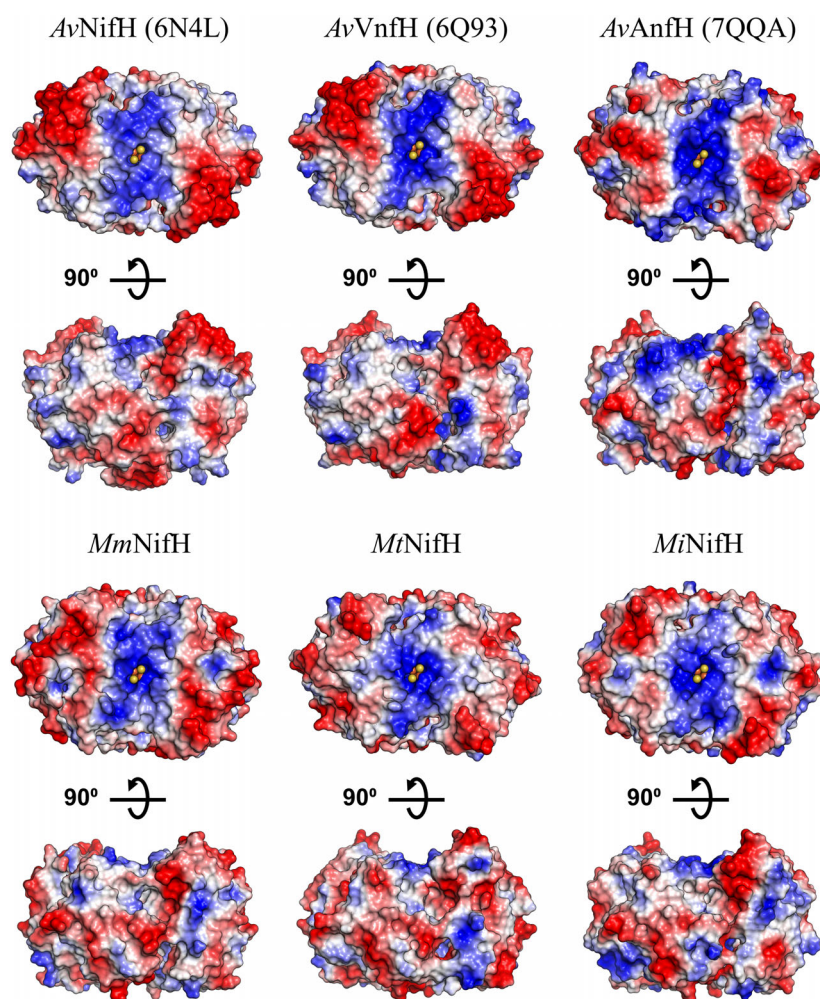 AvNifH (6N4L) AvVnfH (6Q93) AvAnfH (7QQA)
90º 90º 90º
MmNifH MtNifH MiNifH
90º 90º 90º